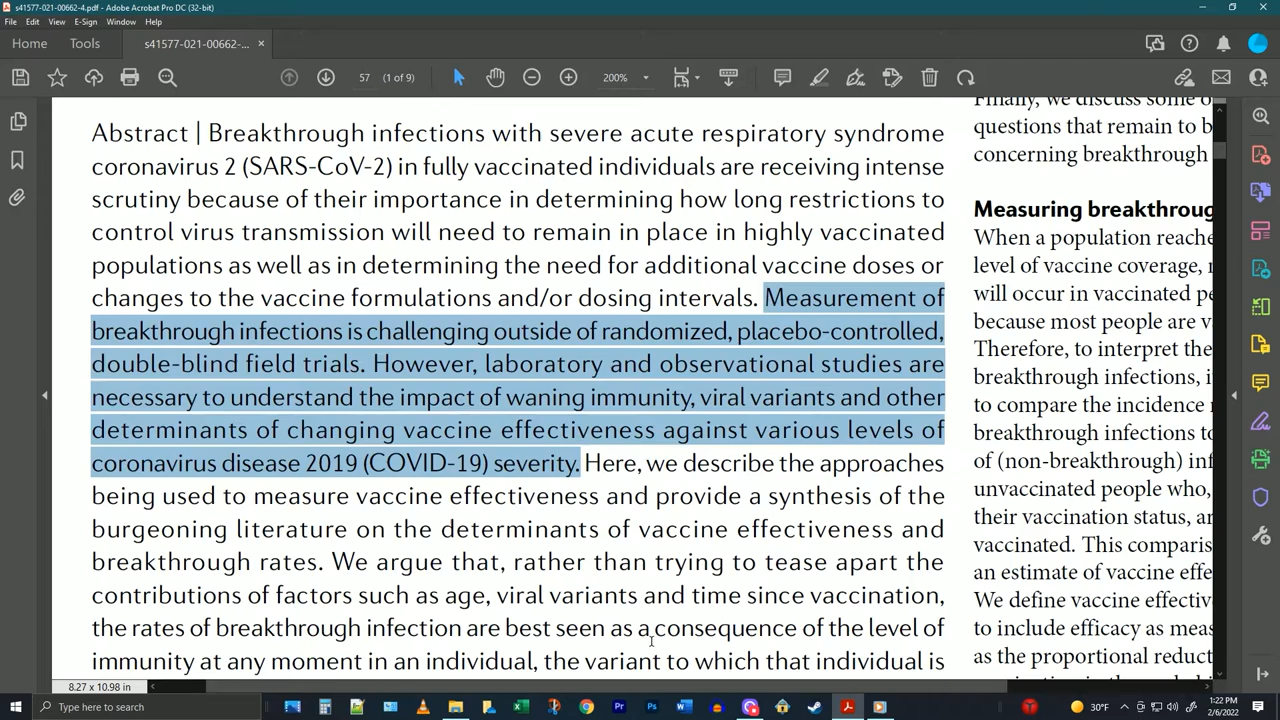 s41577-021-00662-4.pdf - Adobe Acrobat Pro DC (32-bit)
File Edit View E-Sign Window Help
Home Tools s41577-021-00662-... ×
57 (1 of 9) 200%
Abstract | Breakthrough infections with severe acute respiratory syndrome
coronavirus 2 (SARS-CoV-2) in fully vaccinated individuals are receiving intense
scrutiny because of their importance in determining how long restrictions to
control virus transmission will need to remain in place in highly vaccinated
populations as well as in determining the need for additional vaccine doses or
changes to the vaccine formulations and/or dosing intervals. Measurement of
breakthrough infections is challenging outside of randomized, placebo-controlled,
double-blind field trials. However, laboratory and observational studies are
necessary to understand the impact of waning immunity, viral variants and other
determinants of changing vaccine effectiveness against various levels of
coronavirus disease 2019 (COVID-19) severity. Here, we describe the approaches
being used to measure vaccine effectiveness and provide a synthesis of the
burgeoning literature on the determinants of vaccine effectiveness and
breakthrough rates. We argue that, rather than trying to tease apart the
contributions of factors such as age, viral variants and time since vaccination,
the rates of breakthrough infection are best seen as a consequence of the level of
immunity at any moment in an individual, the variant to which that individual is
Finally, we discuss some o
questions that remain to b
concerning breakthrough
Measuring breakthroug
When a population reache
level of vaccine coverage, r
will occur in vaccinated pe
because most people are v
Therefore, to interpret the
breakthrough infections, i
to compare the incidence
breakthrough infections to
of (non-breakthrough) inf
unvaccinated people who,
their vaccination status, ar
vaccinated. This comparis
an estimate of vaccine effe
We define vaccine effectiv
to include efficacy as meas
as the proportional reduct
8.27 x 10.98 in
Type here to search
30°F
1:22 PM
2/6/2022